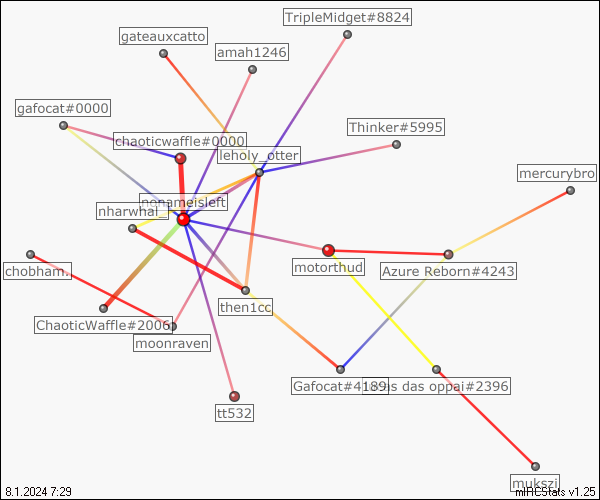 TripleMidget#8824
gateauxcatto
amah1246
gafocat#0000
Thinker#5995
chaoticwaffle#0000
leholy_otter
mercurybro
nonameisleft
nharwhal_
chobham.
motorthud
Azure Reborn#4243
then1cc
ChaoticWaffle#2006
moonraven
Gafocat#4189
das oppai#2396
tt532
mukszi
8.1.2024 7:29
mIRCStats v1.25